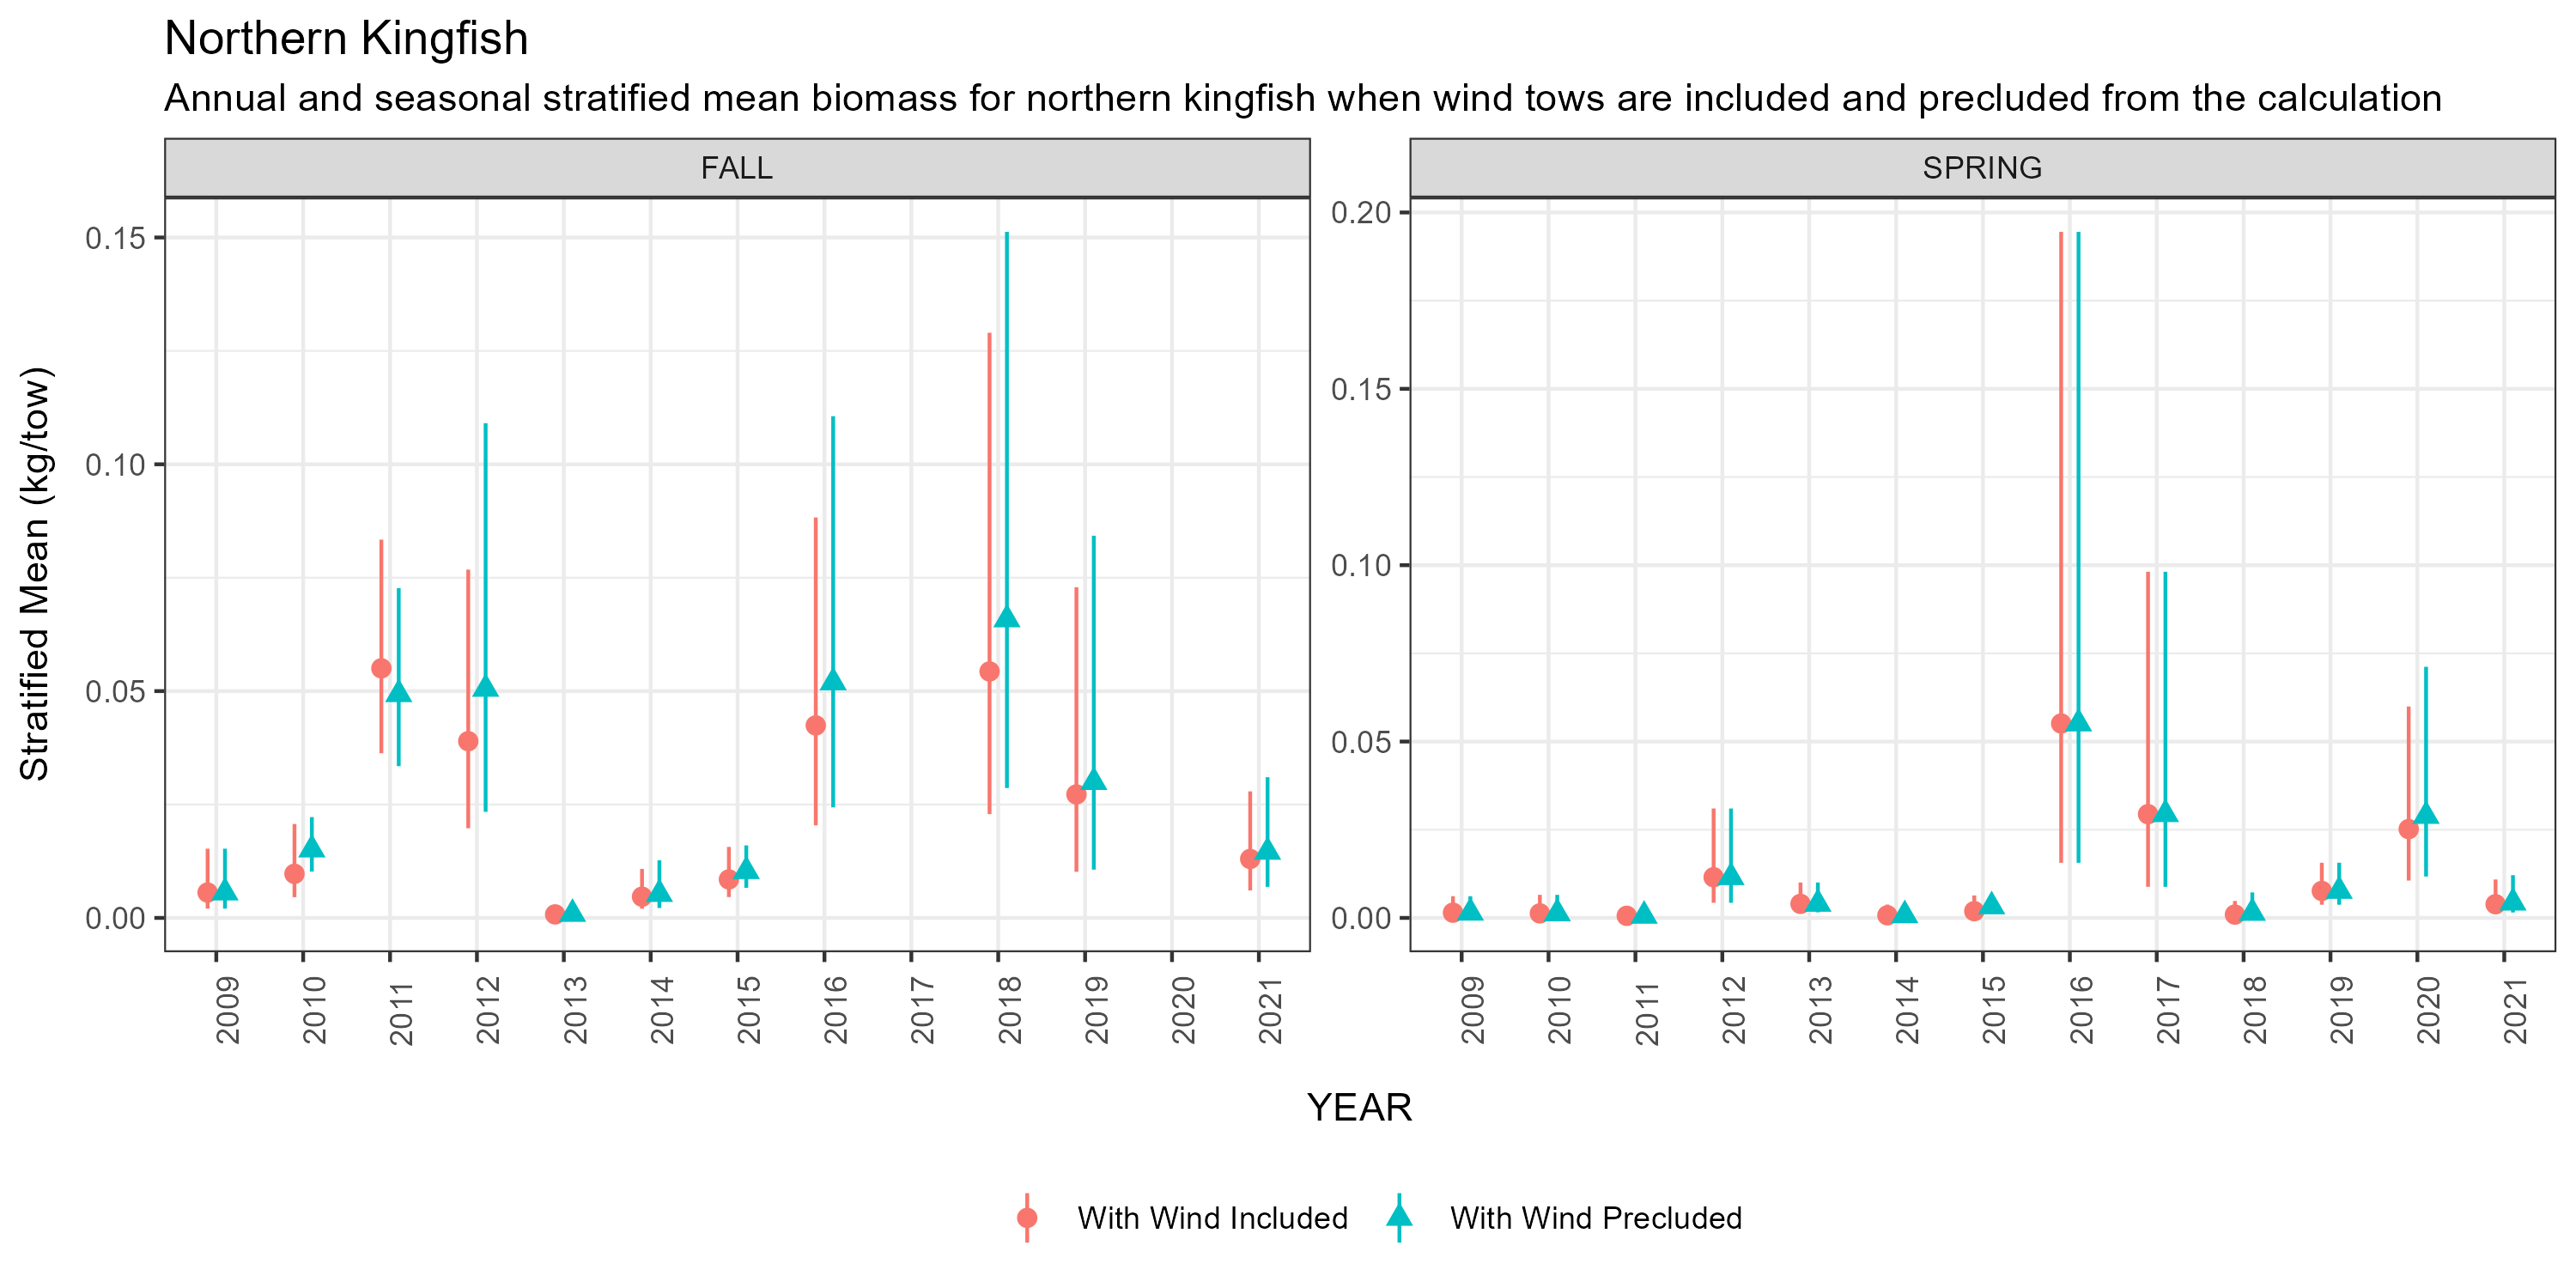 Northern Kingfish
Annual and seasonal stratified mean biomass for northern kingfish when wind tows are included and precluded from the calculation
FALL
SPRING
Stratified Mean (kg/tow)
0.15
0.10
0.05
0.00
0.20
0.15
0.10
0.05
0.00
2009 2010 2011 2012 2013 2014 2015 2016 2017 2018 2019 2020 2021
2009 2010 2011 2012 2013 2014 2015 2016 2017 2018 2019 2020 2021
YEAR
With Wind Included
With Wind Precluded